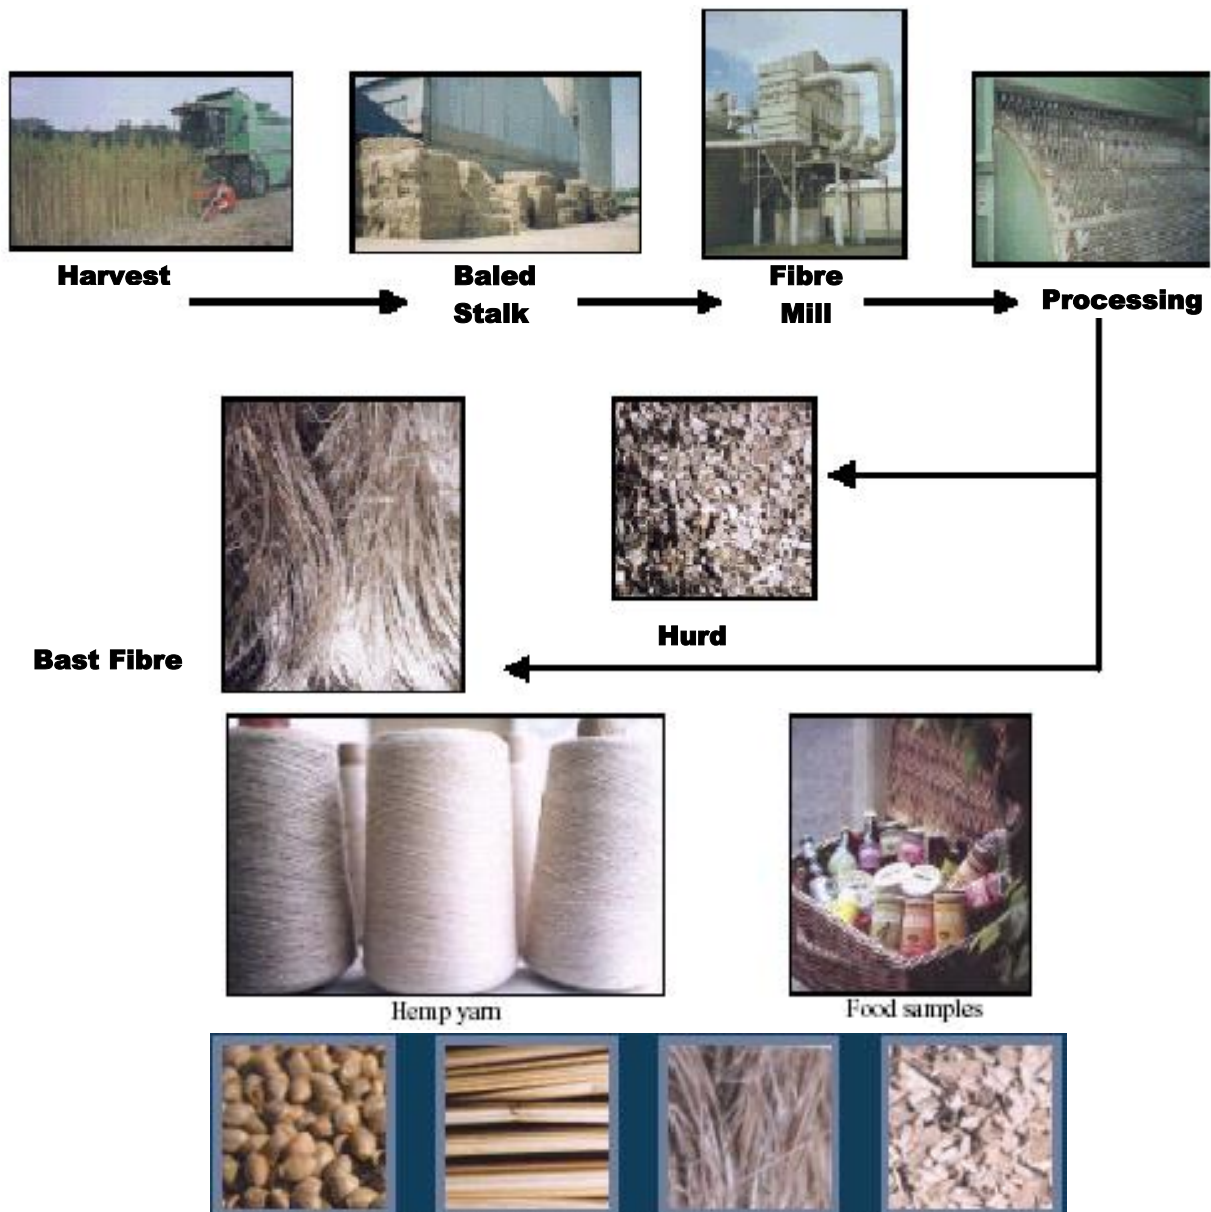 Harvest
Baled
Stalk
Fibre
Mill
Processing
Hurd
Bast Fibre
Hemp yarn
Food samples